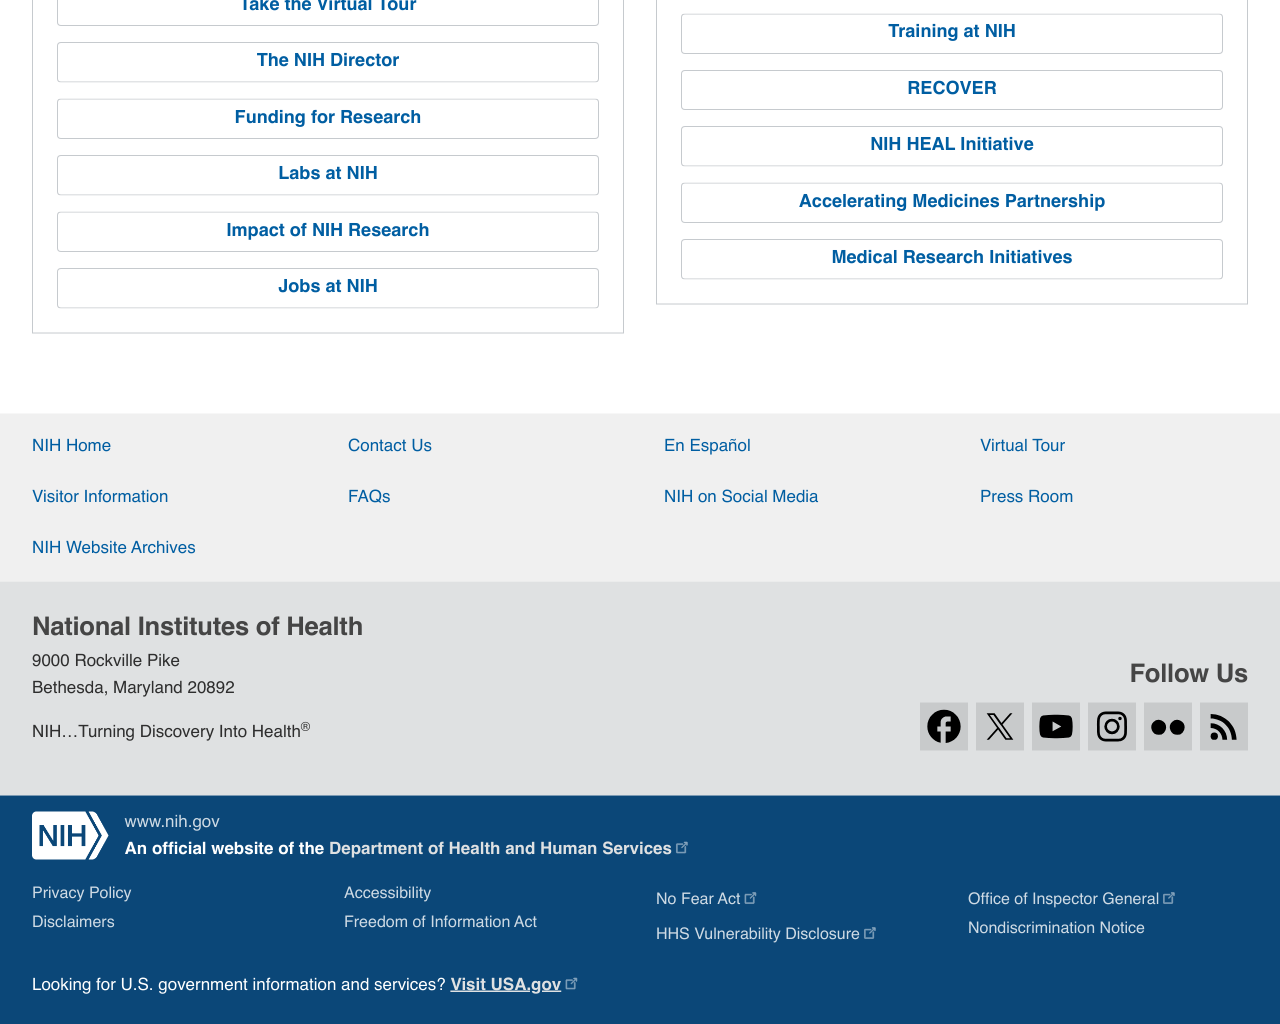 Take the Virtual Tour
The NIH Director
Funding for Research
Labs at NIH
Impact of NIH Research
Jobs at NIH
Training at NIH
RECOVER
NIH HEAL Initiative
Accelerating Medicines Partnership
Medical Research Initiatives
NIH Home
Contact Us
En Español
Virtual Tour
Visitor Information
FAQs
NIH on Social Media
Press Room
NIH Website Archives
National Institutes of Health
9000 Rockville Pike
Bethesda, Maryland 20892
NIH…Turning Discovery Into Health®
Follow Us
NIH
www.nih.gov
An official website of the Department of Health and Human Services
Privacy Policy
Disclaimers
Accessibility
Freedom of Information Act
No Fear Act
HHS Vulnerability Disclosure
Office of Inspector General
Nondiscrimination Notice
Looking for U.S. government information and services? Visit USA.gov